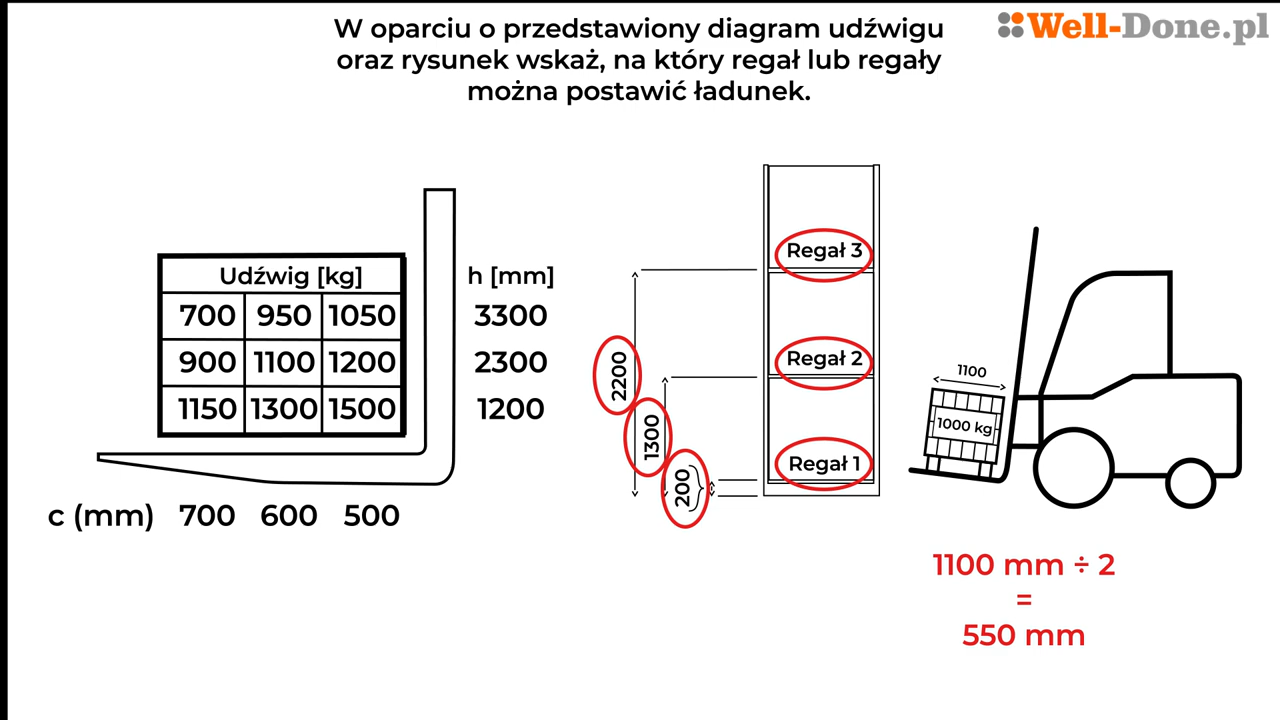 W oparciu o przedstawiony diagram udźwigu
oraz rysunek wskaż, na który regał lub regały
można postawić ładunek.
Well-Done.pl
Udźwig [kg]
h [mm]
700 950 1050 3300
900 1100 1200 2300
1150 1300 1500 1200
c (mm) 700 600 500
Regał 3
Regał 2
Regał 1
2200
1300
200
1100
1000 kg
1100 mm ÷ 2
=
550 mm